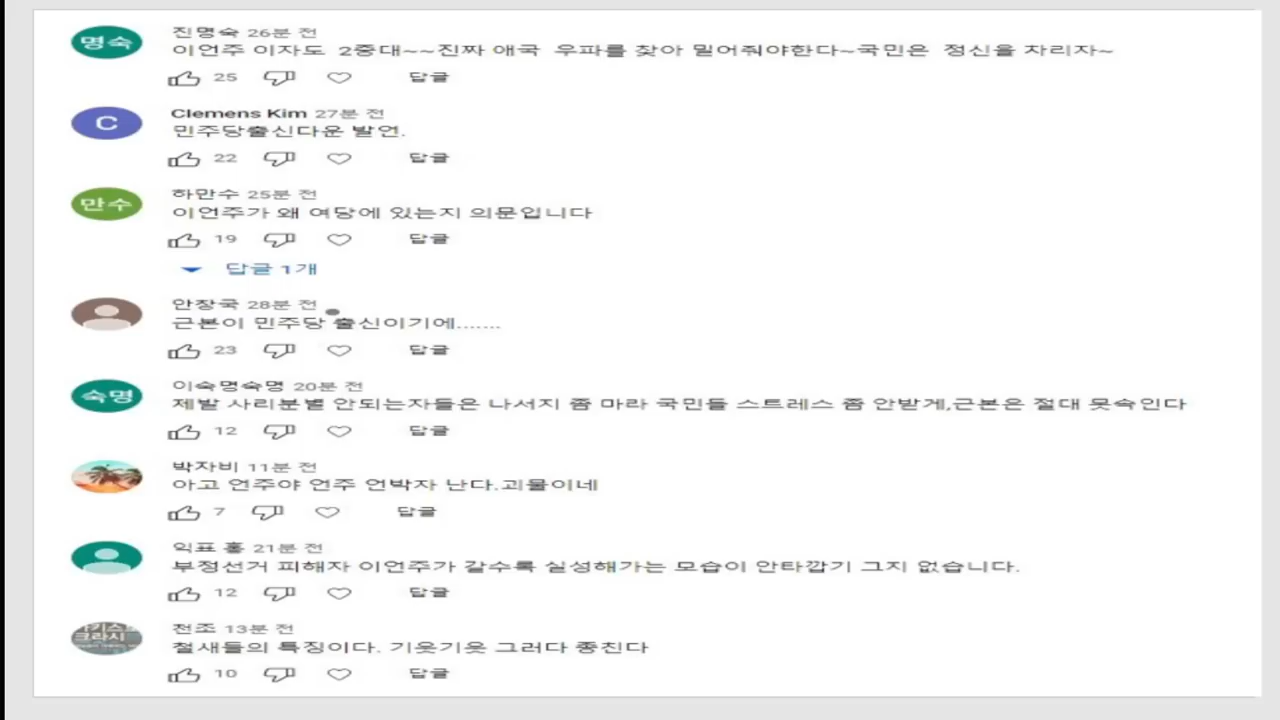 명숙
진명숙 26분 전
이언주 이자도 2중대~~진짜 애국 우파를 찾아 밀어줘야한다~국민은 정신을 차리자~
25 답글
C
Clemens Kim 27분 전
민주당출신다운 발언.
22 답글
만수
하만수 25분 전
이언주가 왜 여당에 있는지 의문입니다
19 답글
답글 1개
안장국 28분 전
근본이 민주당 출신이기에.......
23 답글
숙명
이숙명숙명 20분 전
제발 사리분별 안되는자들은 나서지 좀 마라 국민들 스트레스 좀 안받게,근본은 절대 못속인다
12 답글
박자비 11분 전
아고 언주야 언주 언박자 난다.괴물이네
7 답글
익표 홍 21분 전
부정선거 피해자 이언주가 갈수록 실성해가는 모습이 안타깝기 그지 없습니다.
12 답글
크라시
천조 13분 전
철새들의 특징이다. 기웃기웃 그러다 종친다
10 답글